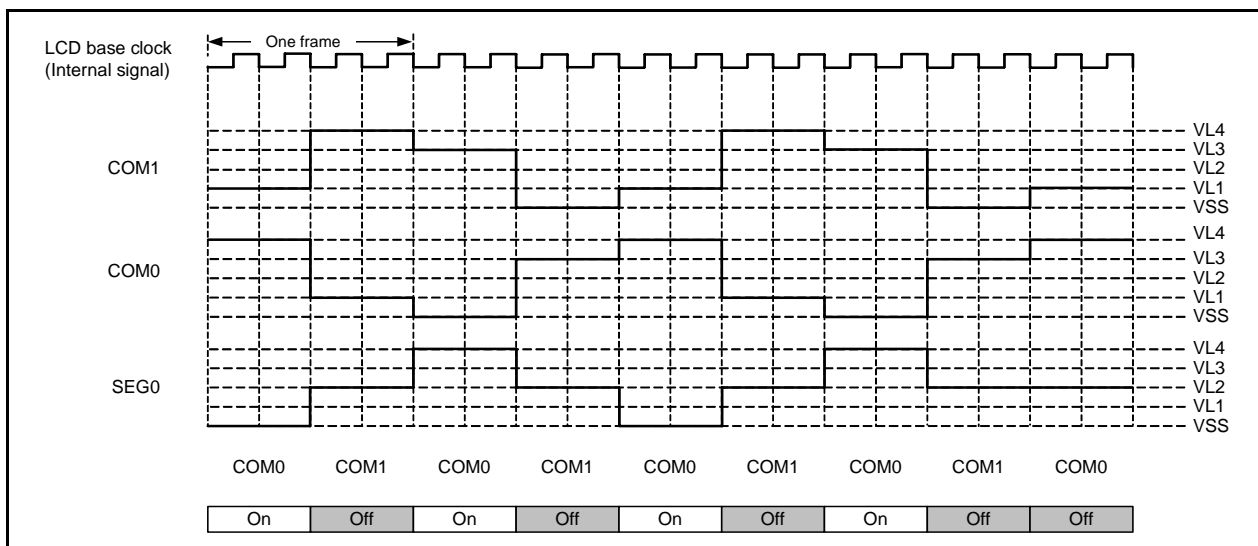 LCD base clock
(Internal signal)
One frame
COM1
VL4
VL3
VL2
VL1
VSS
COM0
VL4
VL3
VL2
VL1
VSS
SEG0
VL4
VL3
VL2
VL1
VSS
COM0 COM1 COM0 COM1 COM0 COM1 COM0 COM1 COM0
On Off On Off On Off On Off Off